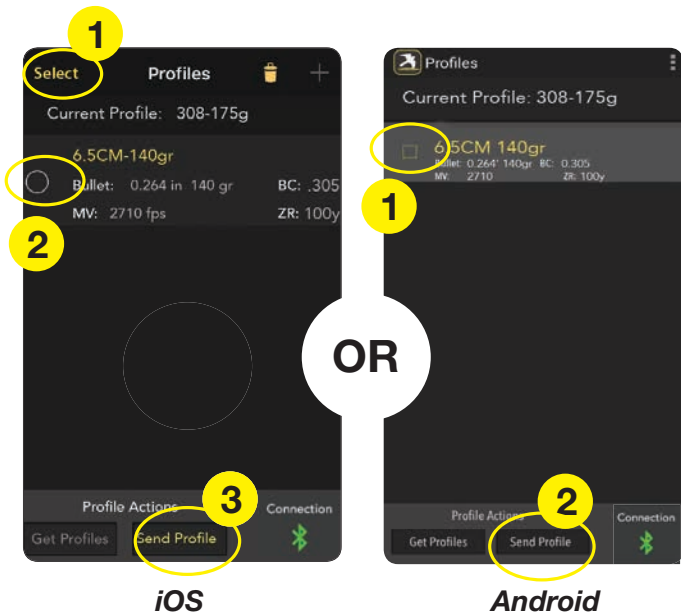 1
Select Profiles
Current Profile: 308-175g
6.5CM-140gr
Bullet: 0.264 in 140 gr BC: .305
MV: 2710 fps ZR: 100y
2
Profile Actions
3
Connection
Get Profiles Send Profile
iOS
OR
Profiles
Current Profile: 308-175g
6.5CM 140gr
Bullet: 0.264' 140gr BC: 0.305
MV: 2710 ZR: 100y
1
2
Profile Actions
Connection
Get Profiles Send Profile
Android